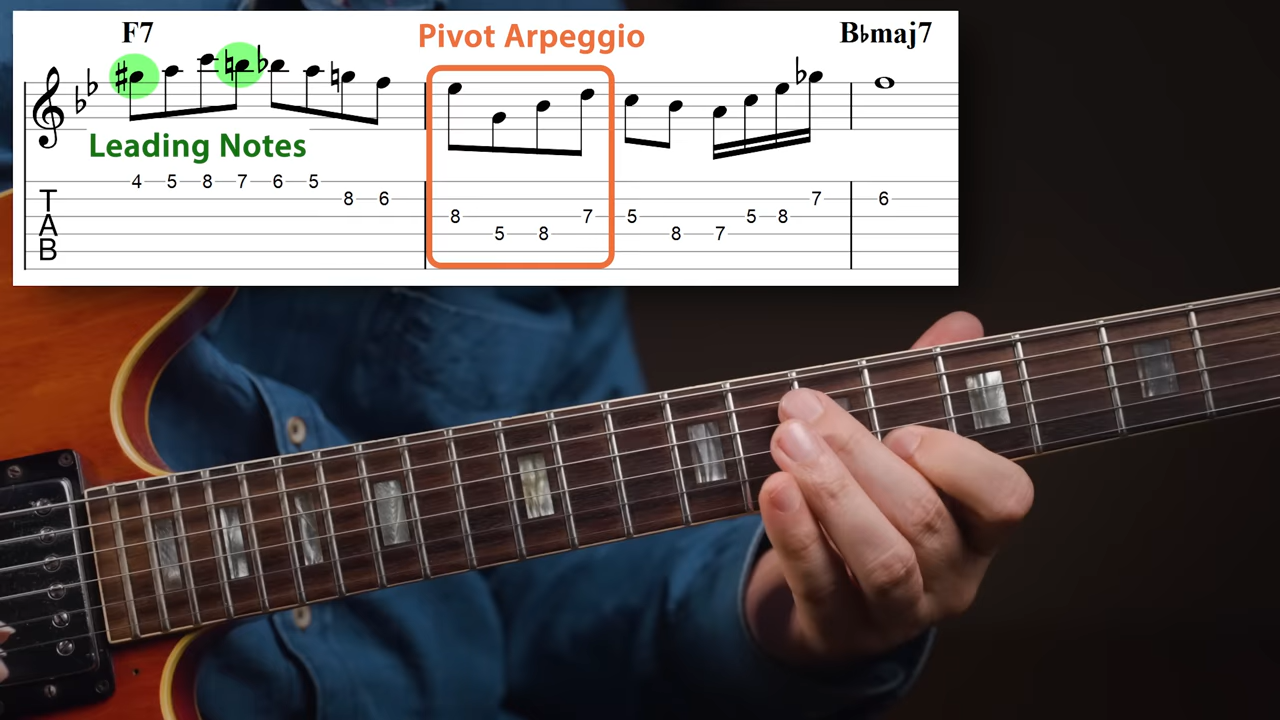 F7
Pivot Arpeggio
B♭maj7
Leading Notes
4 5 8 7 6 5
T 8 6 7 6
A 8 7 5 5 8
5 8 8 7
B